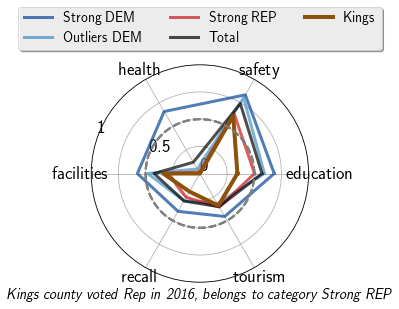 Strong DEM Strong REP Kings
Outliers DEM Total
health safety
1
0.5
0
facilities education
recall tourism
Kings county voted Rep in 2016, belongs to category Strong REP